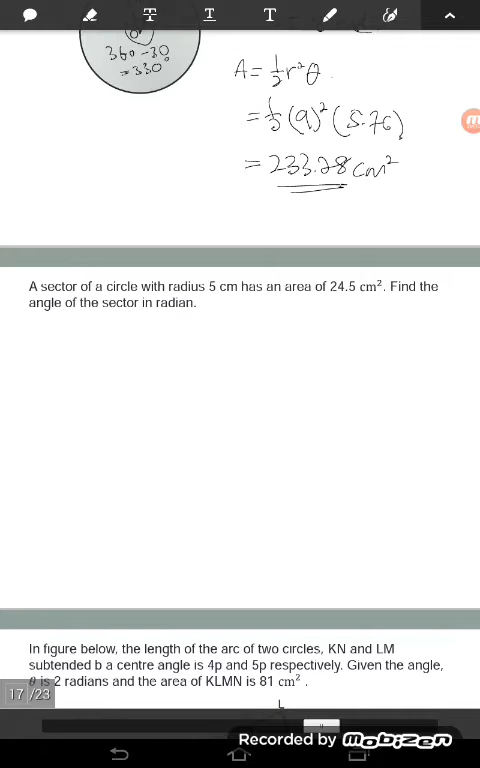 360-30
=330°
A = ½r²θ
= ½ (9)² (5.76)
= 233.28 cm²
A sector of a circle with radius 5 cm has an area of 24.5 cm². Find the
angle of the sector in radian.
In figure below, the length of the arc of two circles, KN and LM
subtended b a centre angle is 4p and 5p respectively. Given the angle,
θ is 2 radians and the area of KLMN is 81 cm² .
17 / 23
L
Recorded by mobizen